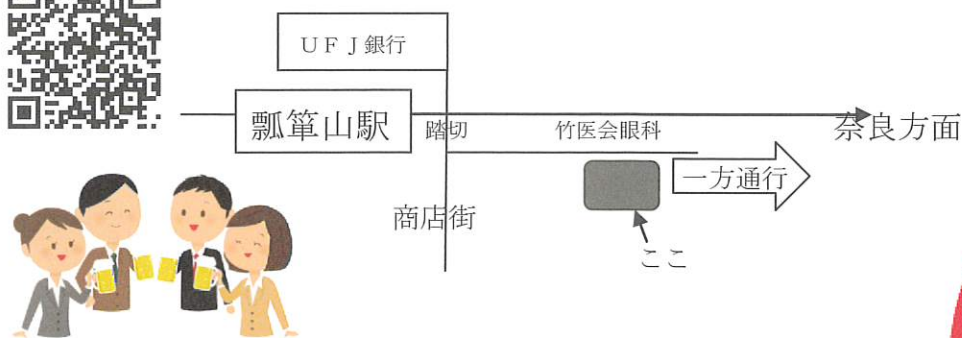 UFJ銀行
瓢箪山駅
踏切
竹医会眼科
奈良方面
一方通行
商店街
ここ